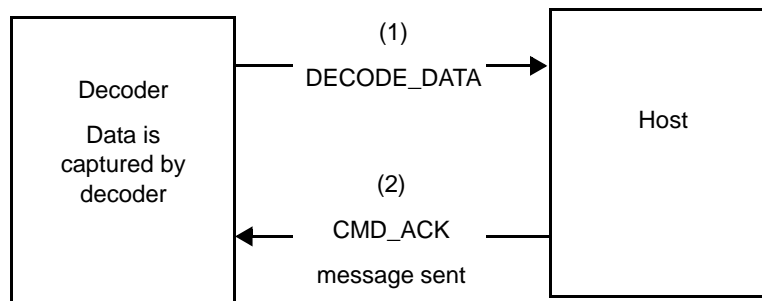 Decoder
Data is
captured by
decoder
(1)
DECODE_DATA
(2)
CMD_ACK
message sent
Host